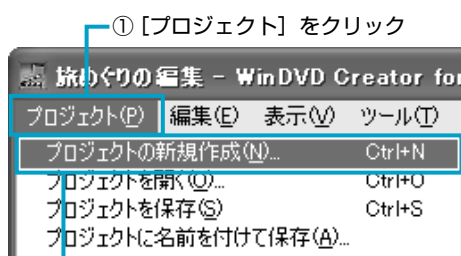 ① [プロジェクト] をクリック
旅めぐりの編集 - WinDVD Creator for
プロジェクト(P) 編集(E) 表示(V) ツール(T)
プロジェクトの新規作成(N)... Ctrl+N
プロジェクトを開く(O)... Ctrl+O
プロジェクトを保存(S) Ctrl+S
プロジェクトに名前を付けて保存(A)...